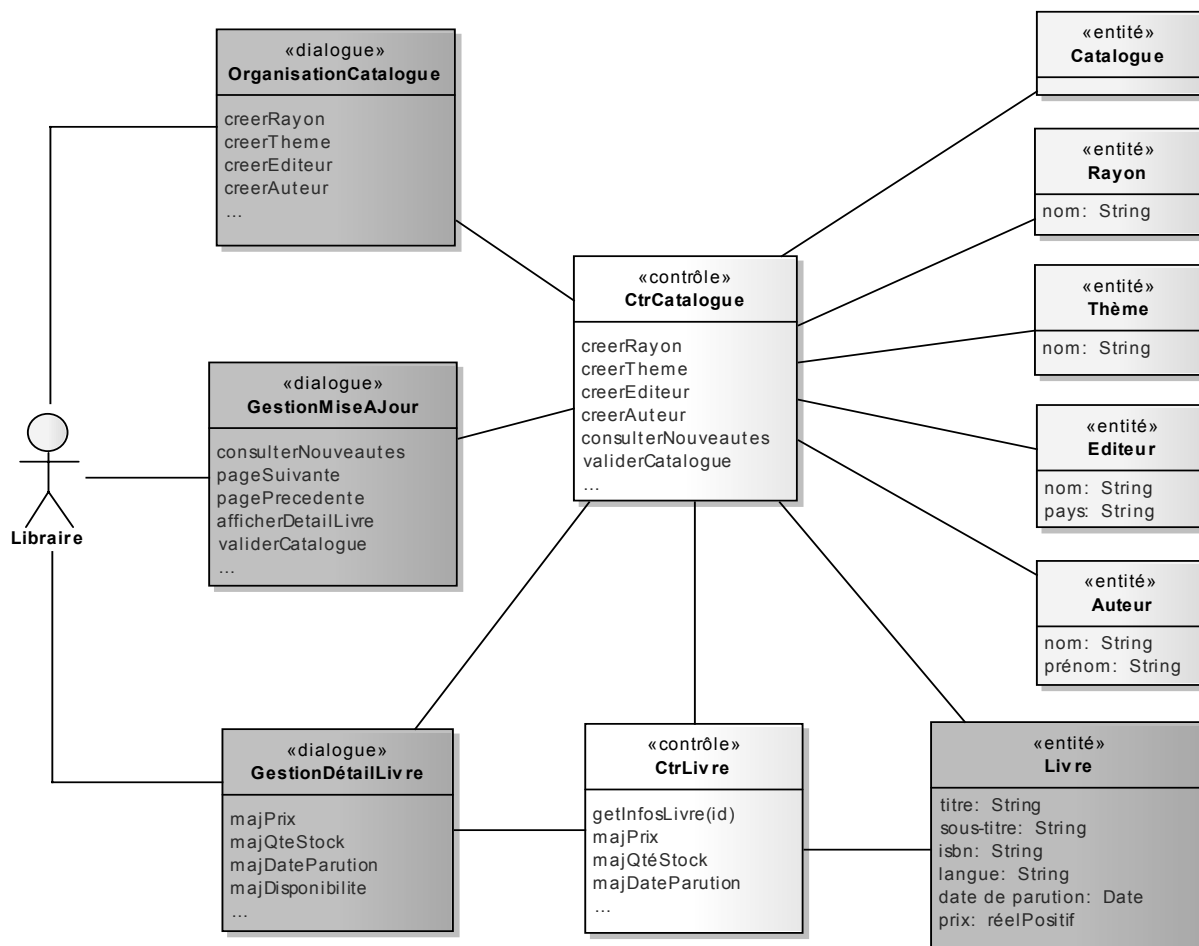 «dialogue»
OrganisationCatalogue
creerRayon
creerTheme
creerEditeur
creerAuteur
...
«entité»
Catalogue
«entité»
Rayon
nom: String
«entité»
Thème
nom: String
«contrôle»
CtrCatalogue
creerRayon
creerTheme
creerEditeur
creerAuteur
consulterNouveautes
validerCatalogue
...
«dialogue»
GestionMiseAJour
consulterNouveautes
pageSuivante
pagePrecedente
afficherDetailLivre
validerCatalogue
...
Libraire
«entité»
Editeur
nom: String
pays: String
«entité»
Auteur
nom: String
prénom: String
«dialogue»
GestionDétailLivre
majPrix
majQteStock
majDateParution
majDisponibilite
...
«contrôle»
CtrLivre
getInfosLivre(id)
majPrix
majQtéStock
majDateParution
...
«entité»
Livre
titre: String
sous-titre: String
isbn: String
langue: String
date de parution: Date
prix: réelPositif